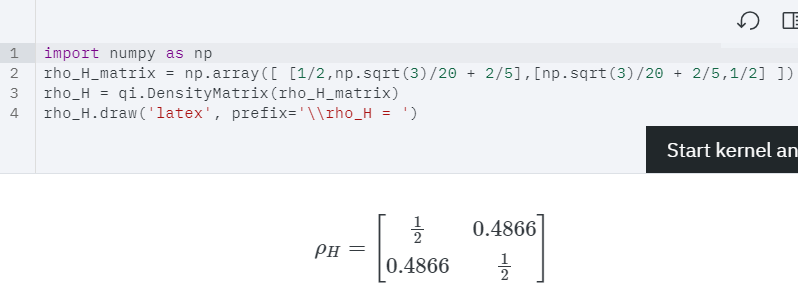 1 import numpy as np
2 rho_H_matrix = np.array([ [1/2,np.sqrt(3)/20 + 2/5],[np.sqrt(3)/20 + 2/5,1/2] ])
3 rho_H = qi.DensityMatrix(rho_H_matrix)
4 rho_H.draw('latex', prefix='\\rho_H = ')
Start kernel an
ρH = [ 1/2 0.4866
0.4866 1/2 ]